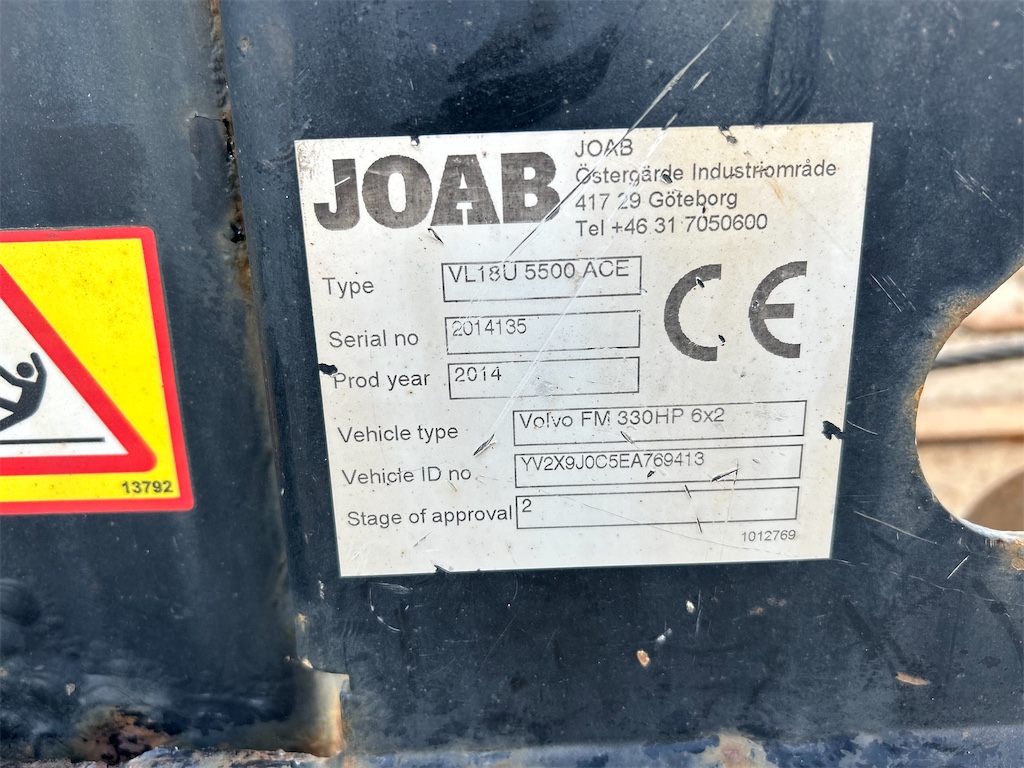 JOAB
JOAB
Östergärde Industriområde
417 29 Göteborg
Tel +46 31 7050600
Type VL18U 5500 ACE
CE
Serial no 2014135
Prod year 2014
Vehicle type Volvo FM 330HP 6x2
Vehicle ID no YV2X9J0C5EA769413
Stage of approval 2
1012769
13792